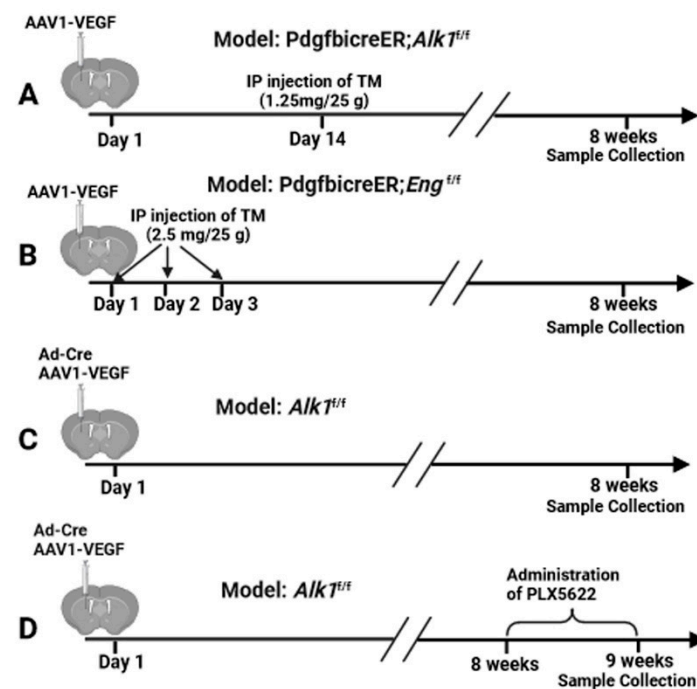 AAV1-VEGF
Model: PdgfbicreER;Alk1f/f
A
IP injection of TM
(1.25mg/25 g)
Day 1
Day 14
8 weeks
Sample Collection
Model: PdgfbicreER;Eng f/f
AAV1-VEGF
IP injection of TM
(2.5 mg/25 g)
B
Day 1
Day 2
Day 3
8 weeks
Sample Collection
Ad-Cre
AAV1-VEGF
Model: Alk1f/f
C
Day 1
8 weeks
Sample Collection
Ad-Cre
AAV1-VEGF
Model: Alk1f/f
Administration
of PLX5622
D
Day 1
8 weeks
9 weeks
Sample Collection